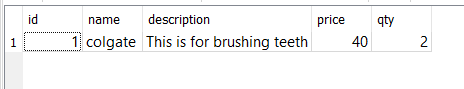 id name description price qty
1 1 colgate This is for brushing teeth 40 2